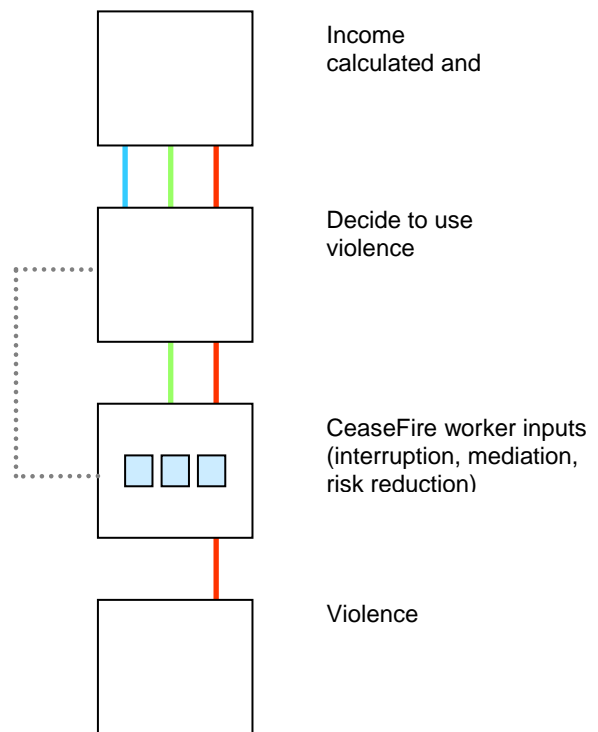 Income
calculated and
Decide to use
violence
CeaseFire worker inputs
(interruption, mediation,
risk reduction)
Violence